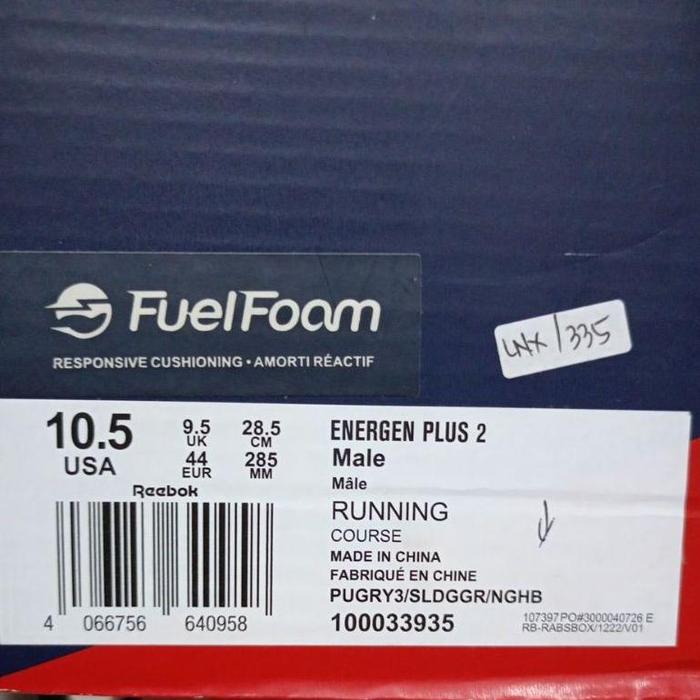 FuelFoam
RESPONSIVE CUSHIONING • AMORTI RÉACTIF
LNX/335
10.5
USA
9.5
UK
44
EUR
28.5
CM
285
MM
Reebok
4 066756 640958
ENERGEN PLUS 2
Male
Mâle
RUNNING
COURSE
MADE IN CHINA
FABRIQUÉ EN CHINE
PUGRY3/SLDGGR/NGHB
100033935
107397 PO#3000040726 E
RB-RABSBOX/1222/V01